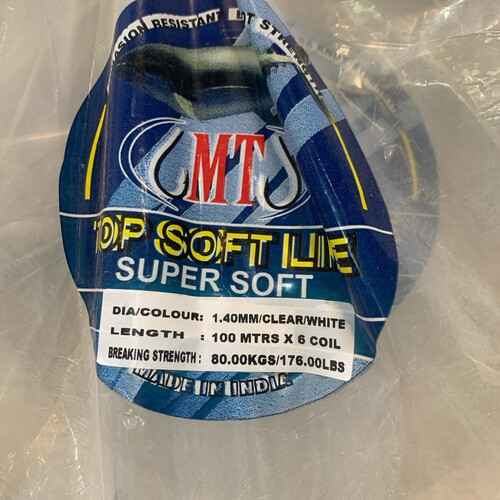 RESISTANT
STRENGTH
MT
TOP SOFT LINE
SUPER SOFT
DIA/COLOUR: 1.40MM/CLEAR/WHITE
LENGTH : 100 MTRS X 6 COIL
BREAKING STRENGTH: 80.00KGS/176.00LBS
MADE IN INDIA